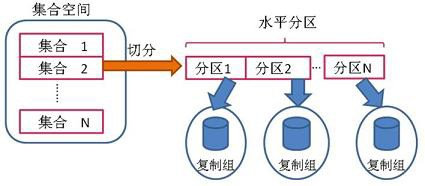 集合空间
集合 1
集合 2
⋮
集合 N
切分
水平分区
分区1 分区2 … 分区N
复制组 复制组 复制组